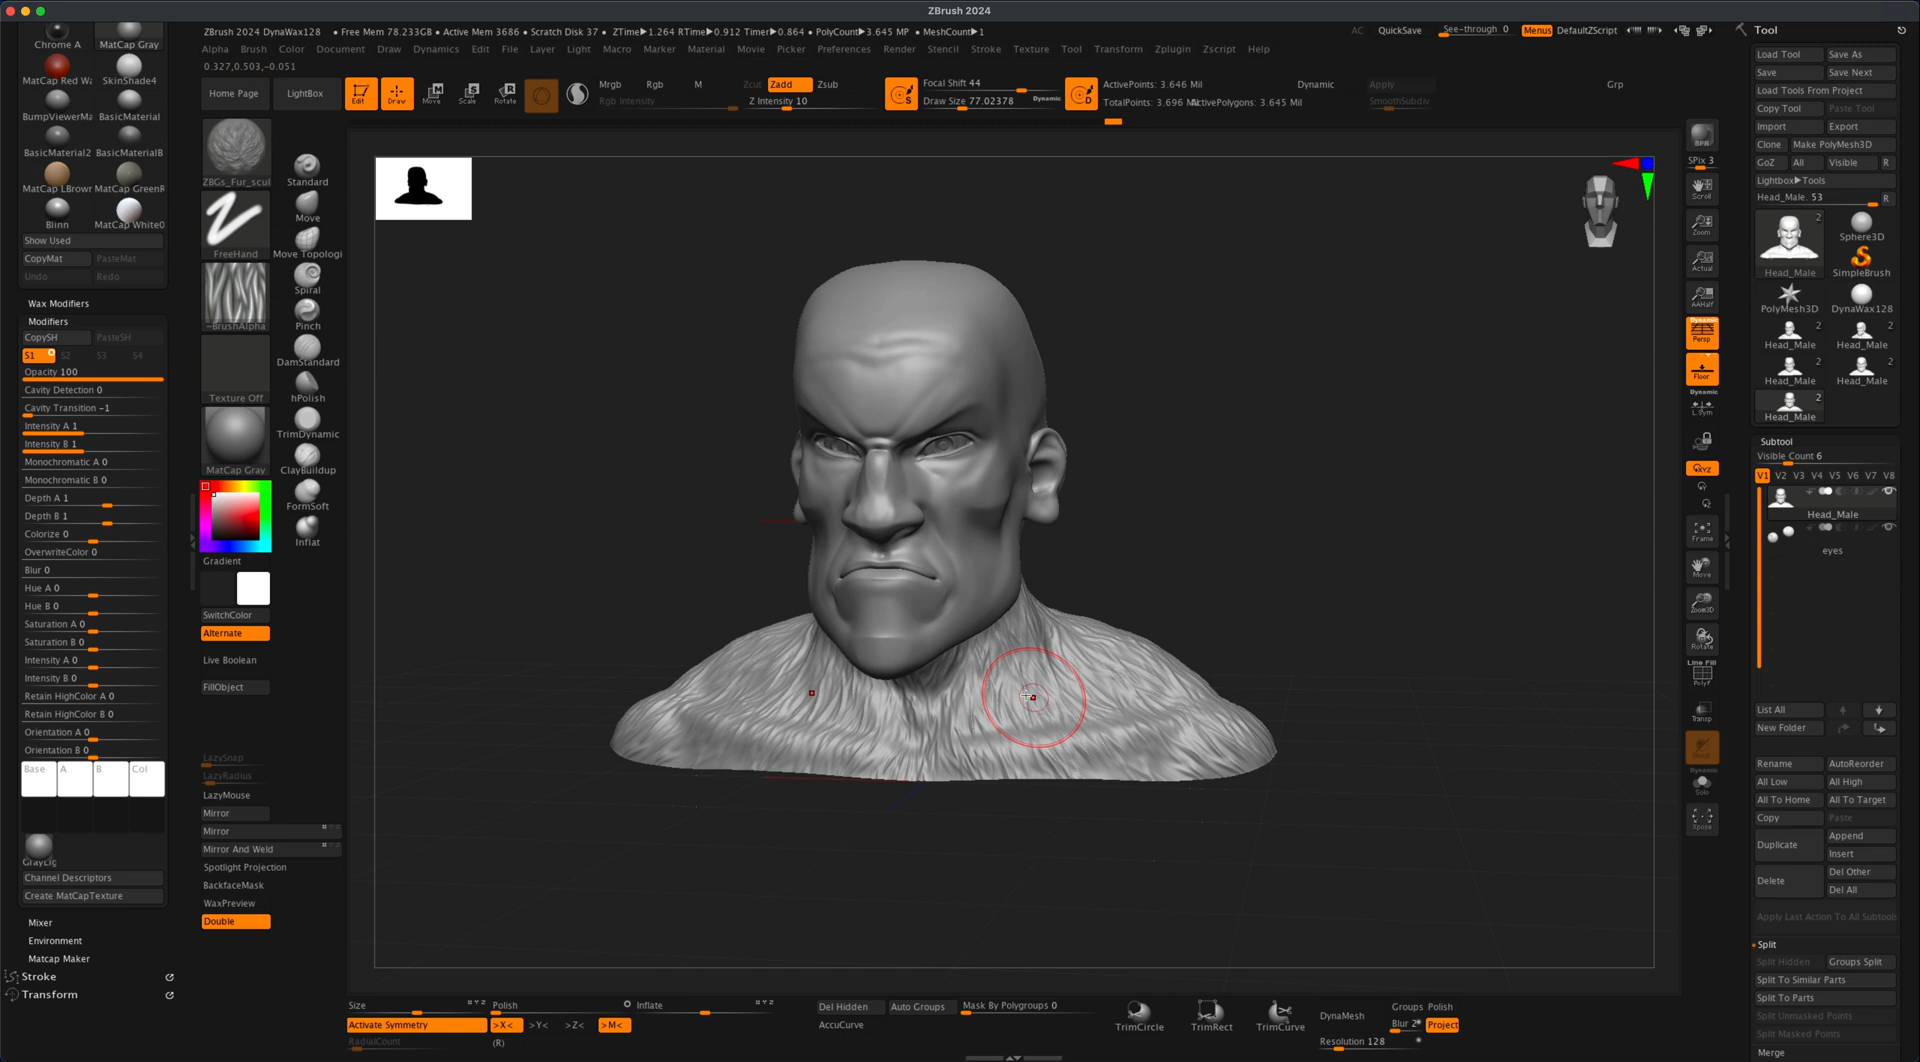 ZBrush 2024
ZBrush 2024 DynaWax128 • Free Mem 78.233GB • Active Mem 3686 • Scratch Disk 37 • ZTime▶1.264 RTime▶0.912 Timer▶0.864 • PolyCount▶3.645 MP • MeshCount▶1
AC QuickSave See-through 0 Menus DefaultZScript
Alpha Brush Color Document Draw Dynamics Edit File Layer Light Macro Marker Material Movie Picker Preferences Render Stencil Stroke Texture Tool Transform Zplugin Zscript Help
0.327,0.503,-0.051
Home Page LightBox Edit Draw Move Scale Rotate
Mrgb Rgb M Zcut Zadd Zsub
Rgb Intensity Z Intensity 10
Focal Shift 44
Draw Size 77.02378 Dynamic
ActivePoints: 3.646 Mil Dynamic Apply Grp
TotalPoints: 3.696 Mil ActivePolygons: 3.645 Mil SmoothSubdiv
Chrome A MatCap Gray
MatCap Red Wa SkinShade4
BumpViewerMa BasicMaterial
BasicMaterial2 BasicMaterialB
MatCap LBrown MatCap GreenR
Blinn MatCap White0
Show Used
CopyMat PasteMat
Undo Redo
Wax Modifiers
Modifiers
CopySH PasteSH
S1 S2 S3 S4
Opacity 100
Cavity Detection 0
Cavity Transition -1
Intensity A 1
Intensity B 1
Monochromatic A 0
Monochromatic B 0
Depth A 1
Depth B 1
Colorize 0
OverwriteColor 0
Blur 0
Hue A 0
Hue B 0
Saturation A 0
Saturation B 0
Intensity A 0
Intensity B 0
Retain HighColor A 0
Retain HighColor B 0
Orientation A 0
Orientation B 0
Base A B Col
GrayLig
Channel Descriptors
Create MatCapTexture
Mixer
Environment
Matcap Maker
Stroke
Transform
ZBGs_Fur_scul
FreeHand
~BrushAlpha
Texture Off
MatCap Gray
Gradient
SwitchColor
Alternate
Live Boolean
FillObject
LazySnap
LazyRadius
LazyMouse
Mirror
Mirror
Mirror And Weld
Spotlight Projection
BackfaceMask
WaxPreview
Double
Standard
Move
Move Topologi
Spiral
Pinch
DamStandard
hPolish
TrimDynamic
ClayBuildup
FormSoft
Inflat
Size Polish Inflate
Activate Symmetry >X< >Y< >Z< >M<
RadialCount (R)
Del Hidden Auto Groups Mask By Polygroups 0
AccuCurve
TrimCircle TrimRect TrimCurve
DynaMesh Groups Polish
Blur 2 Project
Resolution 128
BPR
SPix 3
Scroll
Zoom
Actual
AAHalf
Dynamic
Persp
Floor
Dynamic
L.Sym
XYZ
Frame
Move
Zoom3D
Rotate
Line Fill
PolyF
Transp
Dynamic
Solo
Xpose
Tool
Load Tool Save As
Save Save Next
Load Tools From Project
Copy Tool Paste Tool
Import Export
Clone Make PolyMesh3D
GoZ All Visible R
Lightbox▶Tools
Head_Male. 53 R
2
Head_Male Sphere3D
SimpleBrush
PolyMesh3D DynaWax128
2 2
Head_Male Head_Male
2 2
Head_Male Head_Male
2
Head_Male
Subtool
Visible Count 6
V1 V2 V3 V4 V5 V6 V7 V8
Head_Male
eyes
List All
New Folder
Rename AutoReorder
All Low All High
All To Home All To Target
Copy Paste
Duplicate Append
Insert
Delete Del Other
Del All
Apply Last Action To All Subtools
Split
Split Hidden Groups Split
Split To Similar Parts
Split To Parts
Split Unmasked Points
Split Masked Points
Merge